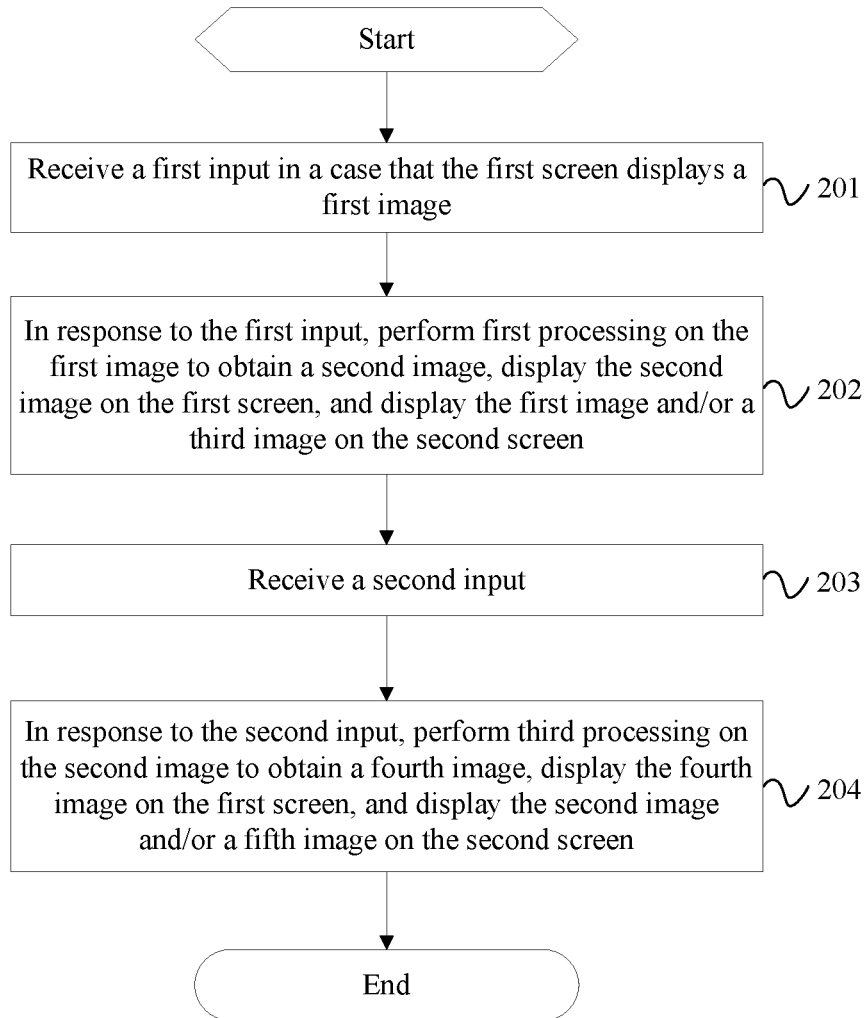 Start
Receive a first input in a case that the first screen displays a
first image
201
In response to the first input, perform first processing on the
first image to obtain a second image, display the second
image on the first screen, and display the first image and/or a
third image on the second screen
202
Receive a second input
203
In response to the second input, perform third processing on
the second image to obtain a fourth image, display the fourth
image on the first screen, and display the second image
and/or a fifth image on the second screen
204
End